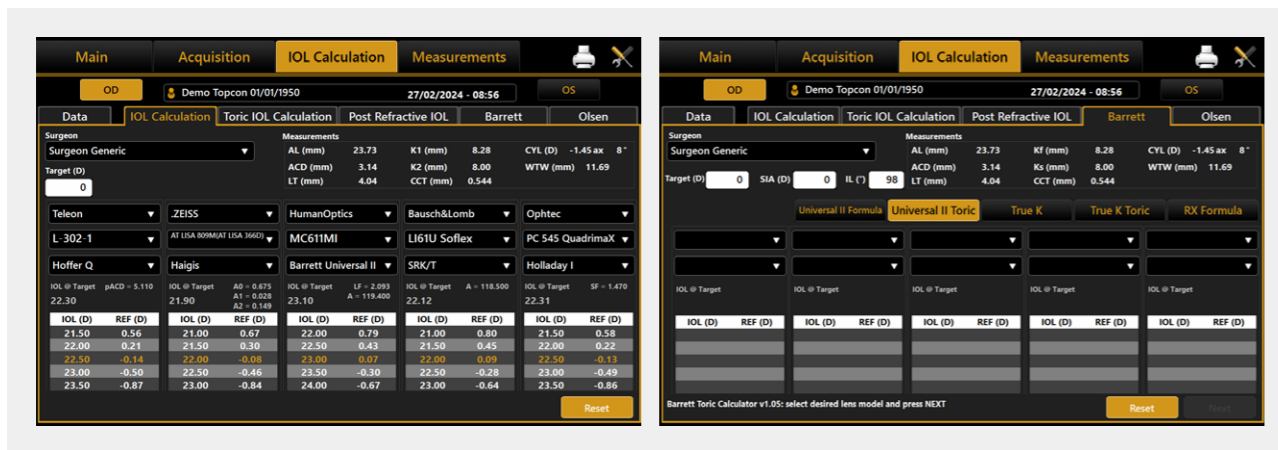 Main Acquisition IOL Calculation Measurements
OD Demo Topcon 01/01/1950 27/02/2024 - 08:56 OS
Data IOL Calculation Toric IOL Calculation Post Refractive IOL Barrett Olsen
Surgeon Measurements
Surgeon Generic AL (mm) 23.73 K1 (mm) 8.28 CYL (D) -1.45 ax 8°
Target (D) ACD (mm) 3.14 K2 (mm) 8.00 WTW (mm) 11.69
0 LT (mm) 4.04 CCT (mm) 0.544
Teleon .ZEISS HumanOptics Bausch&Lomb Ophtec
L-302-1 AT LISA 809M(AT LISA 366D) MC611MI LI61U Soflex PC 545 QuadrimaX
Hoffer Q Haigis Barrett Universal II SRK/T Holladay I
IOL @ Target pACD = 5.110 IOL @ Target A0 = 0.675 IOL @ Target LF = 2.093 IOL @ Target A = 118.500 IOL @ Target SF = 1.470
22.30 21.90 A1 = 0.028 23.10 A = 119.400 22.12 22.31
A2 = 0.149
IOL (D) REF (D) IOL (D) REF (D) IOL (D) REF (D) IOL (D) REF (D) IOL (D) REF (D)
21.50 0.56 21.00 0.67 22.00 0.79 21.00 0.80 21.50 0.58
22.00 0.21 21.50 0.30 22.50 0.43 21.50 0.45 22.00 0.22
22.50 -0.14 22.00 -0.08 23.00 0.07 22.00 0.09 22.50 -0.13
23.00 -0.50 22.50 -0.46 23.50 -0.30 22.50 -0.28 23.00 -0.49
23.50 -0.87 23.00 -0.84 24.00 -0.67 23.00 -0.64 23.50 -0.86
Reset
Main Acquisition IOL Calculation Measurements
OD Demo Topcon 01/01/1950 27/02/2024 - 08:56 OS
Data IOL Calculation Toric IOL Calculation Post Refractive IOL Barrett Olsen
Surgeon Measurements
Surgeon Generic AL (mm) 23.73 Kf (mm) 8.28 CYL (D) -1.45 ax 8°
ACD (mm) 3.14 Ks (mm) 8.00 WTW (mm) 11.69
Target (D) 0 SIA (D) 0 IL (°) 98 LT (mm) 4.04 CCT (mm) 0.544
Universal II Formula Universal II Toric True K True K Toric RX Formula
IOL @ Target IOL @ Target IOL @ Target IOL @ Target IOL @ Target
IOL (D) REF (D) IOL (D) REF (D) IOL (D) REF (D) IOL (D) REF (D) IOL (D) REF (D)
Barrett Toric Calculator v1.05: select desired lens model and press NEXT
Reset Next